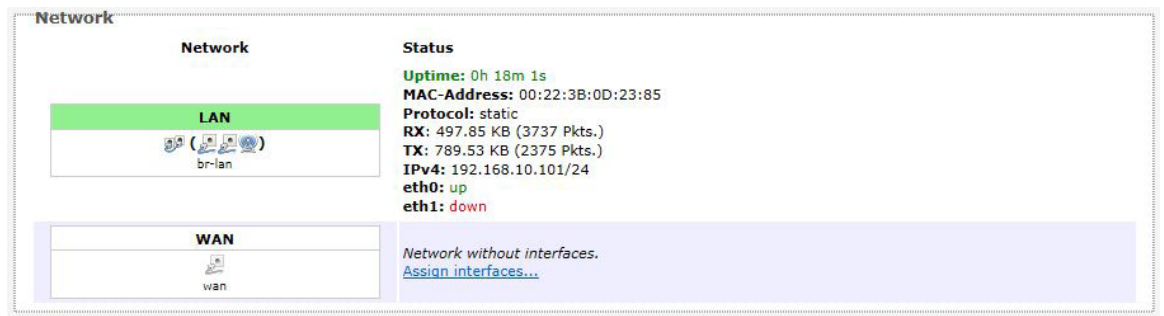 Network
Network Status
LAN
( )
br-lan
Uptime: 0h 18m 1s
MAC-Address: 00:22:3B:0D:23:85
Protocol: static
RX: 497.85 KB (3737 Pkts.)
TX: 789.53 KB (2375 Pkts.)
IPv4: 192.168.10.101/24
eth0: up
eth1: down
WAN
wan
Network without interfaces.
Assign interfaces...